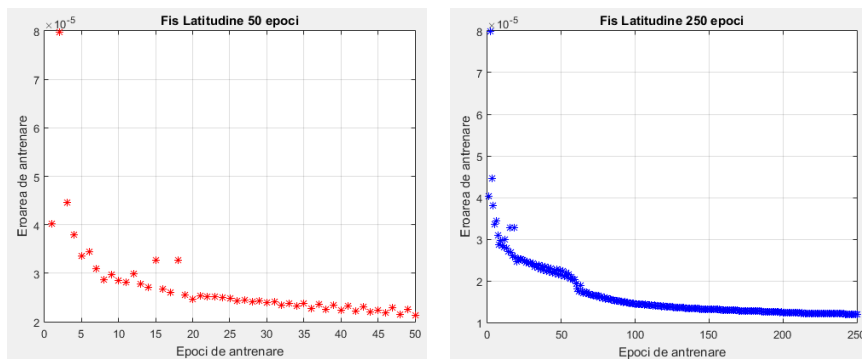 Fis Latitudine 50 epoci
×10⁻⁵
8
7
6
5
4
3
2
0 5 10 15 20 25 30 35 40 45 50
Eroarea de antrenare
Epoci de antrenare
Fis Latitudine 250 epoci
×10⁻⁵
8
7
6
5
4
3
2
1
0 50 100 150 200 250
Eroarea de antrenare
Epoci de antrenare